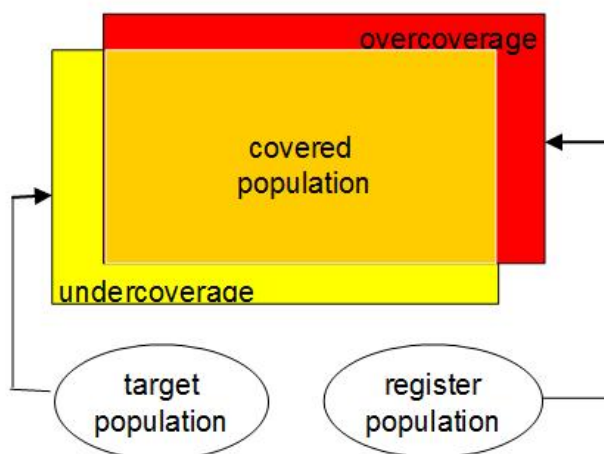 overcoverage
covered
population
undercoverage
target
population
register
population